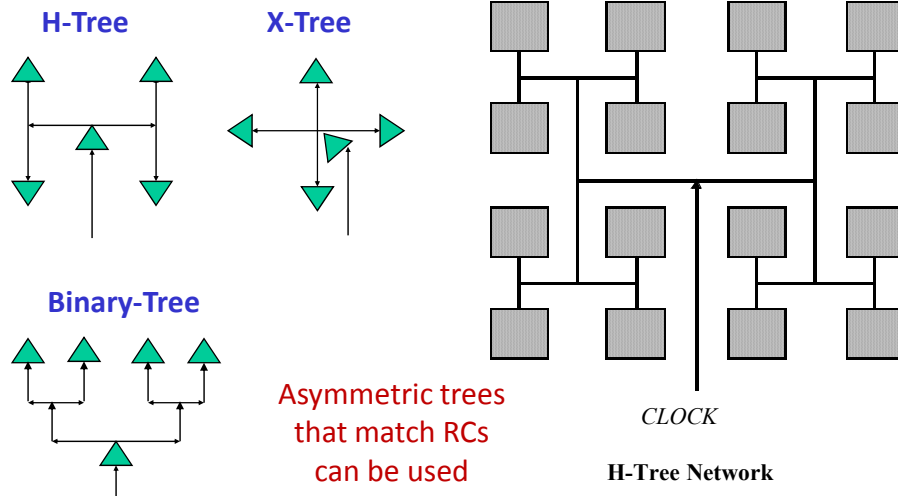 H-Tree
X-Tree
Binary-Tree
Asymmetric trees
that match RCs
can be used
CLOCK
H-Tree Network